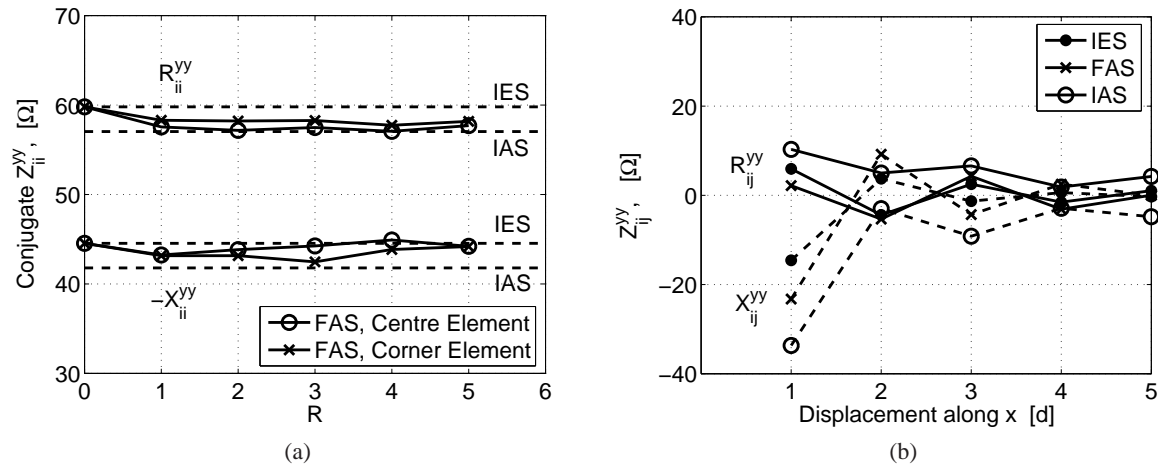 70
60
50
40
30
0
1
2
3
4
5
6
Conjugate Z_ii^yy, [Ω]
R
R_ii^yy
IES
IAS
IES
IAS
−X_ii^yy
FAS, Centre Element
FAS, Corner Element
(a)
40
20
0
−20
−40
1
2
3
4
5
Z_ij^yy, [Ω]
Displacement along x [d]
R_ij^yy
X_ij^yy
IES
FAS
IAS
(b)